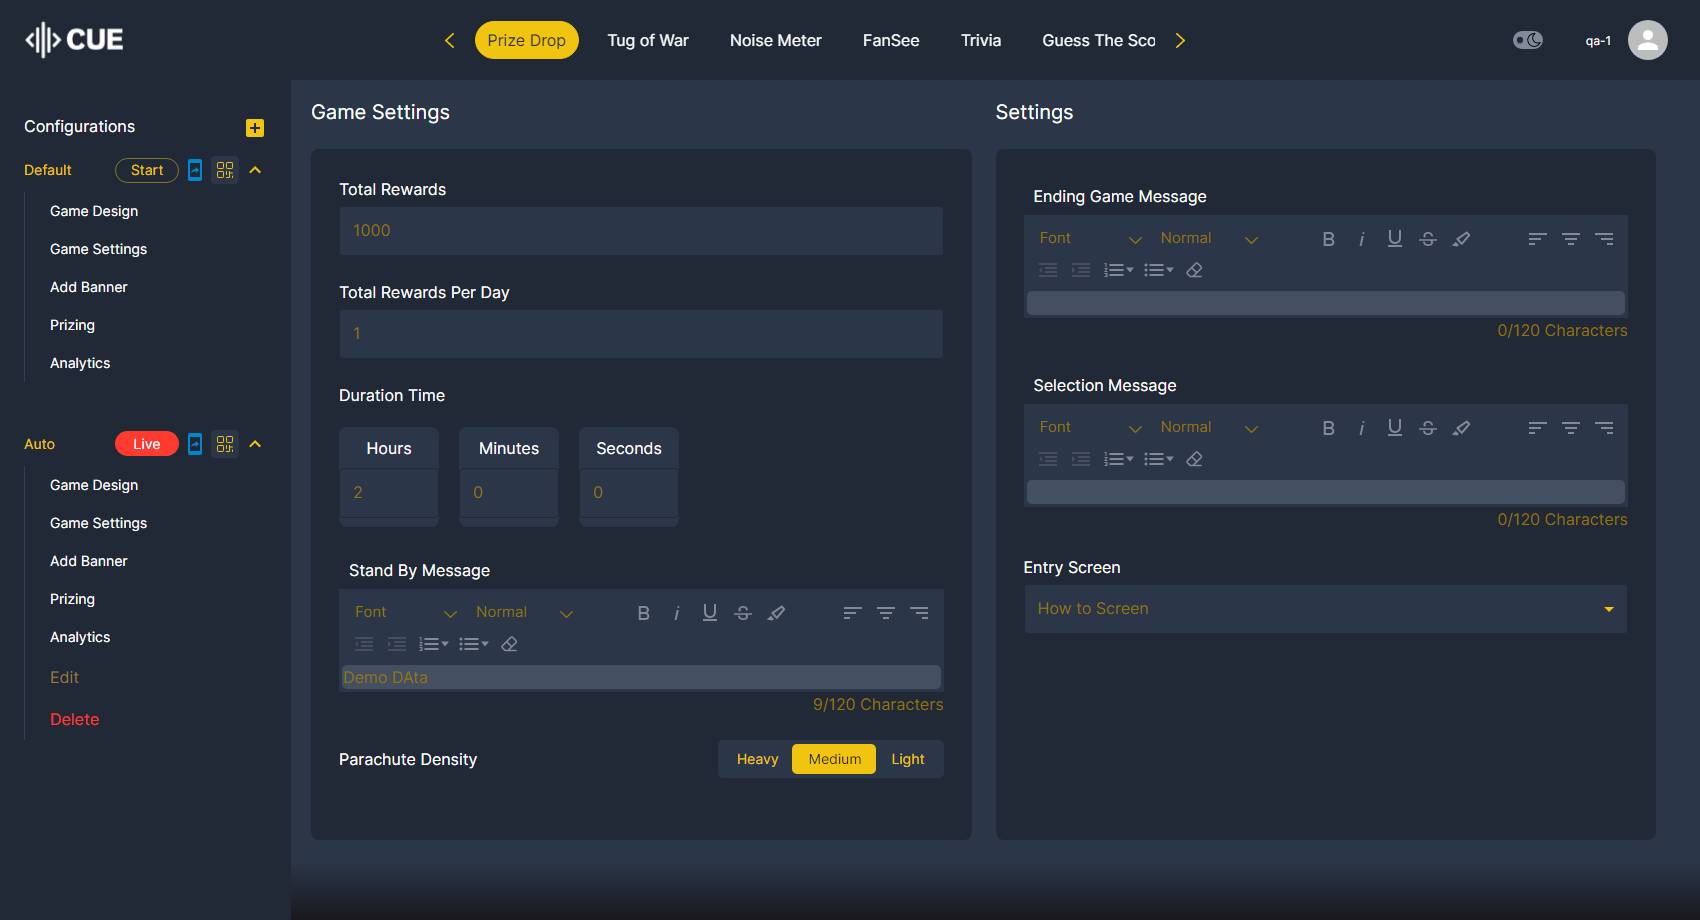 CUE
Prize Drop
Tug of War
Noise Meter
FanSee
Trivia
Guess The Sco
qa-1
Configurations
Default
Start
Game Design
Game Settings
Add Banner
Prizing
Analytics
Auto
Live
Game Design
Game Settings
Add Banner
Prizing
Analytics
Edit
Delete
Game Settings
Total Rewards
1000
Total Rewards Per Day
1
Duration Time
Hours
Minutes
Seconds
2
0
0
Stand By Message
Font
Normal
Demo DAta
9/120 Characters
Parachute Density
Heavy
Medium
Light
Settings
Ending Game Message
Font
Normal
0/120 Characters
Selection Message
Font
Normal
0/120 Characters
Entry Screen
How to Screen